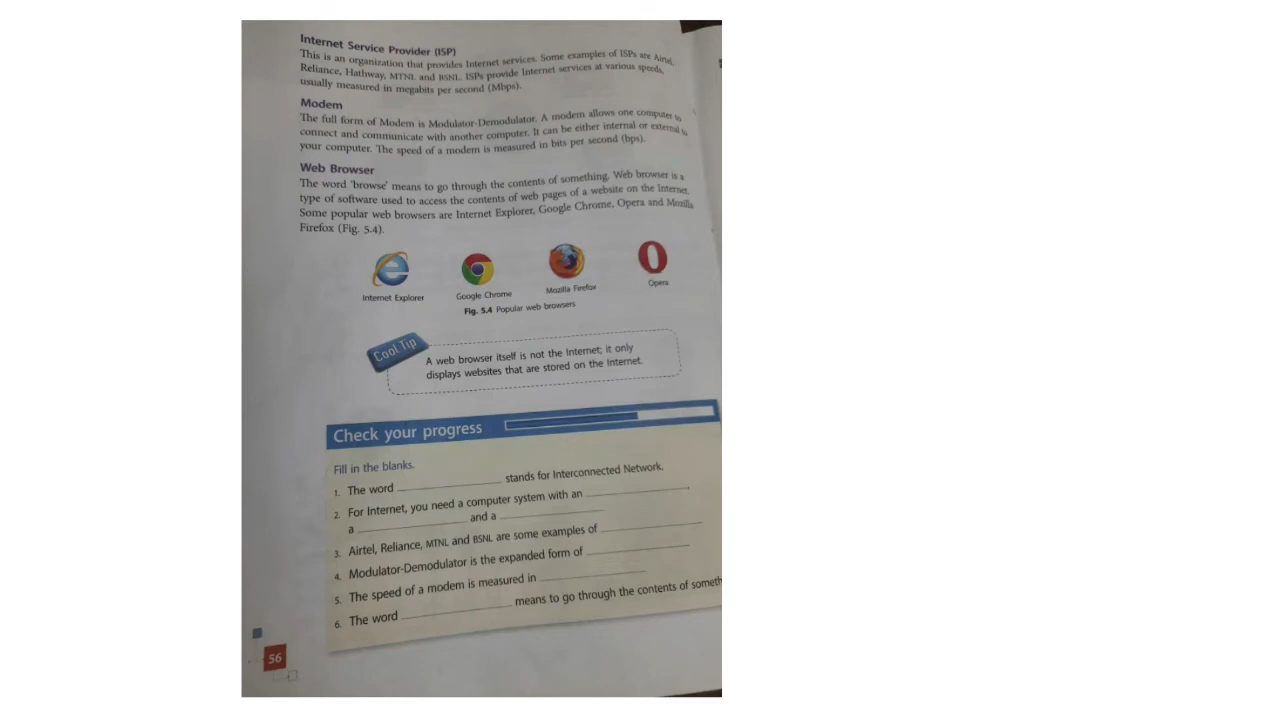 Internet Service Provider (ISP)
This is an organization that provides Internet services. Some examples of ISPs are Airtel,
Reliance, Hathway, MTNL and BSNL. ISPs provide Internet services at various speeds,
usually measured in megabits per second (Mbps).
Modem
The full form of Modem is Modulator-Demodulator. A modem allows one computer to
connect and communicate with another computer. It can be either internal or external to
your computer. The speed of a modem is measured in bits per second (bps).
Web Browser
The word 'browse' means to go through the contents of something. Web browser is a
type of software used to access the contents of web pages of a website on the Internet.
Some popular web browsers are Internet Explorer, Google Chrome, Opera and Mozilla
Firefox (Fig. 5.4).
Internet Explorer Google Chrome Mozilla Firefox Opera
Fig. 5.4 Popular web browsers
Cool Tip
A web browser itself is not the Internet; it only
displays websites that are stored on the Internet.
Check your progress
Fill in the blanks.
1. The word ____________ stands for Interconnected Network.
2. For Internet, you need a computer system with an ____________,
a ____________ and a ____________
3. Airtel, Reliance, MTNL and BSNL are some examples of ____________
4. Modulator-Demodulator is the expanded form of ____________
5. The speed of a modem is measured in ____________
6. The word ____________ means to go through the contents of someth
56